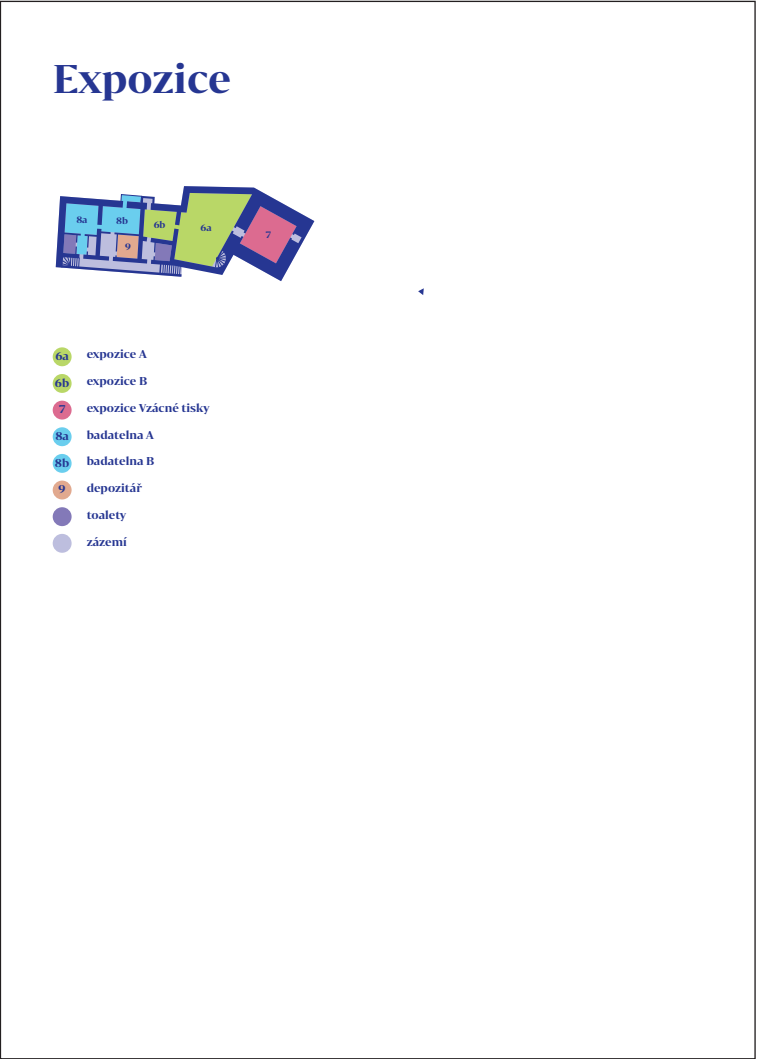 Expozice
8a
8b
6b
6a
7
9
6a expozice A
6b expozice B
7 expozice Vzácné tisky
8a badatelna A
8b badatelna B
9 depozitář
toalety
zázemí